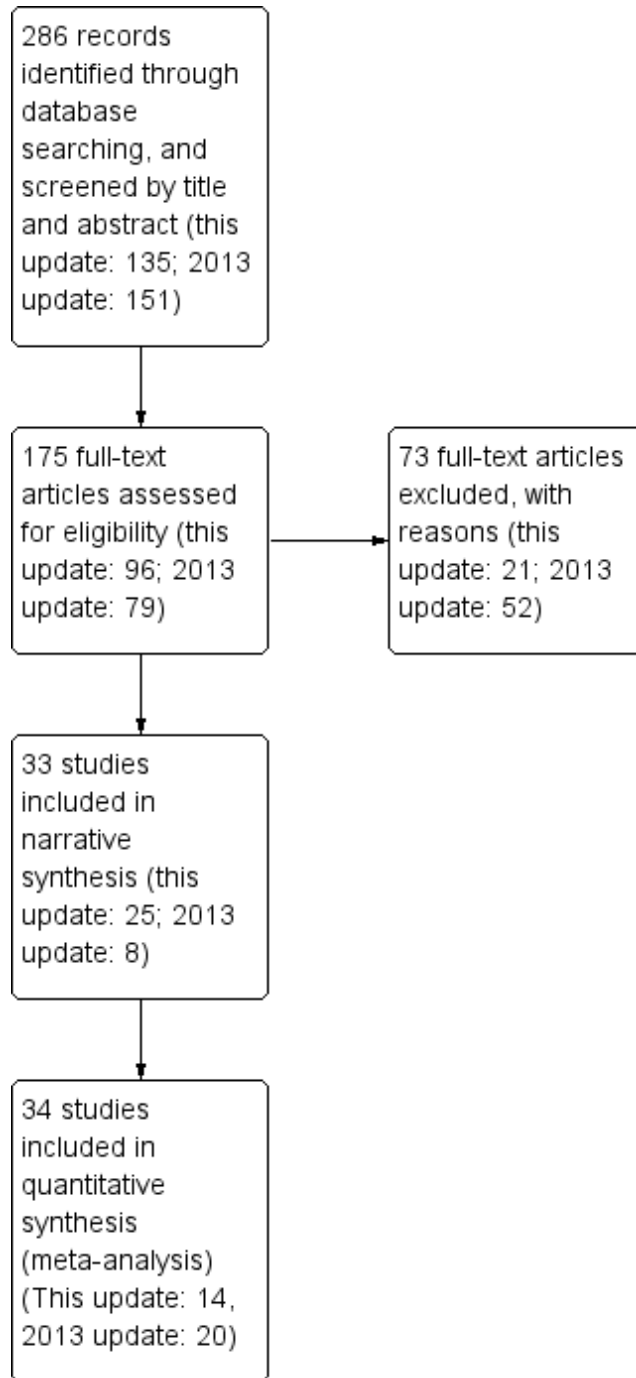 286 records
identified through
database
searching, and
screened by title
and abstract (this
update: 135; 2013
update: 151)
175 full-text
articles assessed
for eligibility (this
update: 96; 2013
update: 79)
73 full-text articles
excluded, with
reasons (this
update: 21; 2013
update: 52)
33 studies
included in
narrative
synthesis (this
update: 25; 2013
update: 8)
34 studies
included in
quantitative
synthesis
(meta-analysis)
(This update: 14,
2013 update: 20)